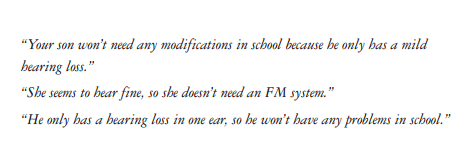 “Your son won’t need any modifications in school because he only has a mild
hearing loss.”
“She seems to hear fine, so she doesn’t need an FM system.”
“He only has a hearing loss in one ear, so he won’t have any problems in school.”